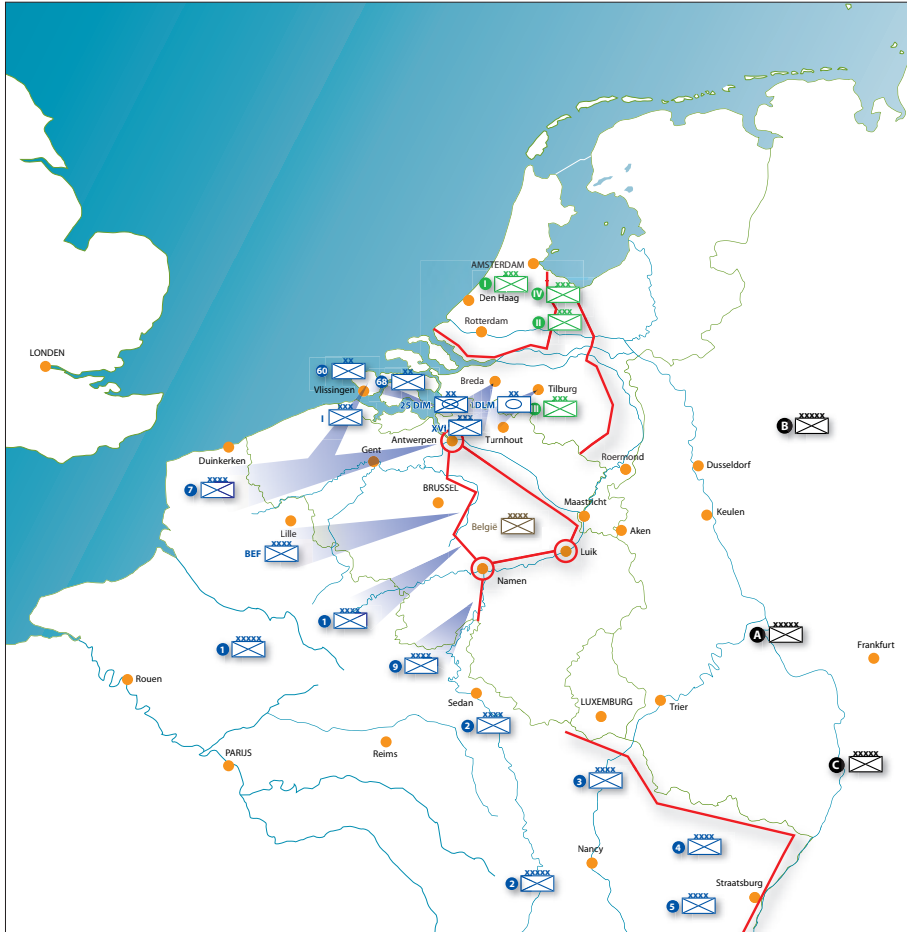 AMSTERDAM
XXX
I
XXX
IV
Den Haag
XXX
II
Rotterdam
LONDEN
XX
60
XX
68
Vlissingen
Breda
Tilburg
XX
25 DIM.
XX
1DLM
XXX
III
XXX
I
XXX
XVI
Turnhout
XXXXX
B
Antwerpen
Duinkerken
Gent
Roermond
Dusseldorf
XXXX
7
BRUSSEL
Maastricht
Keulen
Lille
XXXX
België
Aken
XXXX
BEF
Luik
Namen
XXXX
1
XXXXX
A
XXXXX
1
Frankfurt
XXXX
9
Rouen
Sedan
LUXEMBURG
Trier
XXXX
2
Reims
PARIJS
XXXXX
C
XXXX
3
XXXX
4
Nancy
XXXXX
2
Straatsburg
XXXX
5